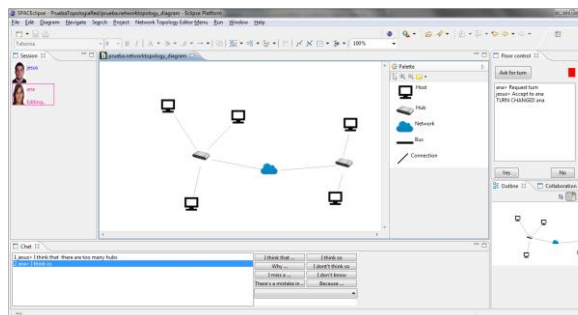 SPACEclipse - PruebaTopologiaRed/prueba.networktopology_diagram - Eclipse Platform
File Edit Diagram Navigate Search Project Network Topology Editor Menu Run Window Help
Tahoma
100%
Session
jesus
ana
Editing...
prueba.networktopology_diagram
Palette
Host
Hub
Network
Bus
Connection
Floor control
Ask for turn
ana> Request turn
jesus> Accept to ana
TURN CHANGED ana
Yes
No
Outline
Collaboration
Chat
1 jesus> I think that there are too many hubs
2 ana> I think so
I think that ...
I think so
Why ...
I don't think so
I miss a ...
I don't know
There's a mistake in ...
Because ...